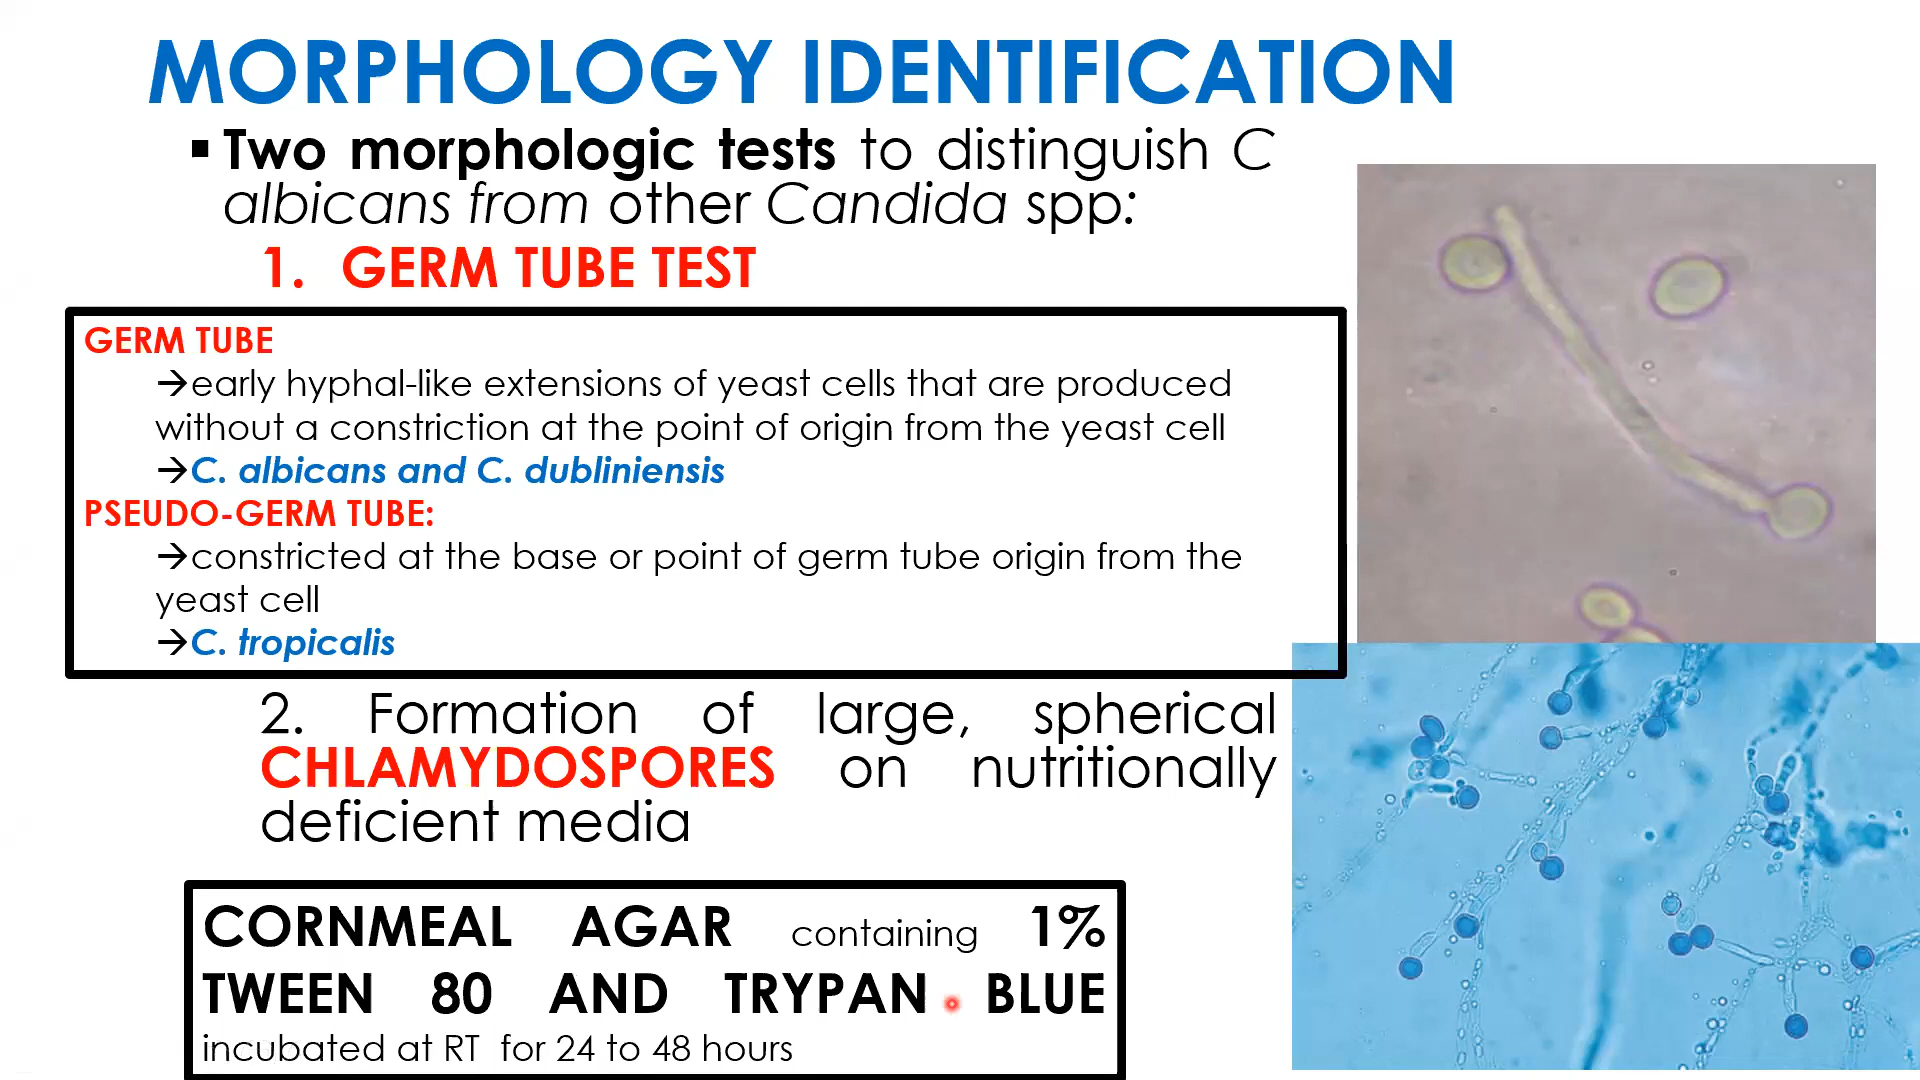 MORPHOLOGY IDENTIFICATION
▪ Two morphologic tests to distinguish C
albicans from other Candida spp:
1. GERM TUBE TEST
GERM TUBE
→early hyphal-like extensions of yeast cells that are produced
without a constriction at the point of origin from the yeast cell
→C. albicans and C. dubliniensis
PSEUDO-GERM TUBE:
→constricted at the base or point of germ tube origin from the
yeast cell
→C. tropicalis
2. Formation of large, spherical
CHLAMYDOSPORES on nutritionally
deficient media
CORNMEAL AGAR containing 1%
TWEEN 80 AND TRYPAN BLUE
incubated at RT for 24 to 48 hours